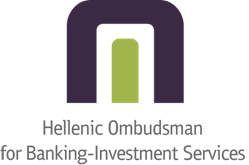 Hellenic Ombudsman
for Banking-Investment Services